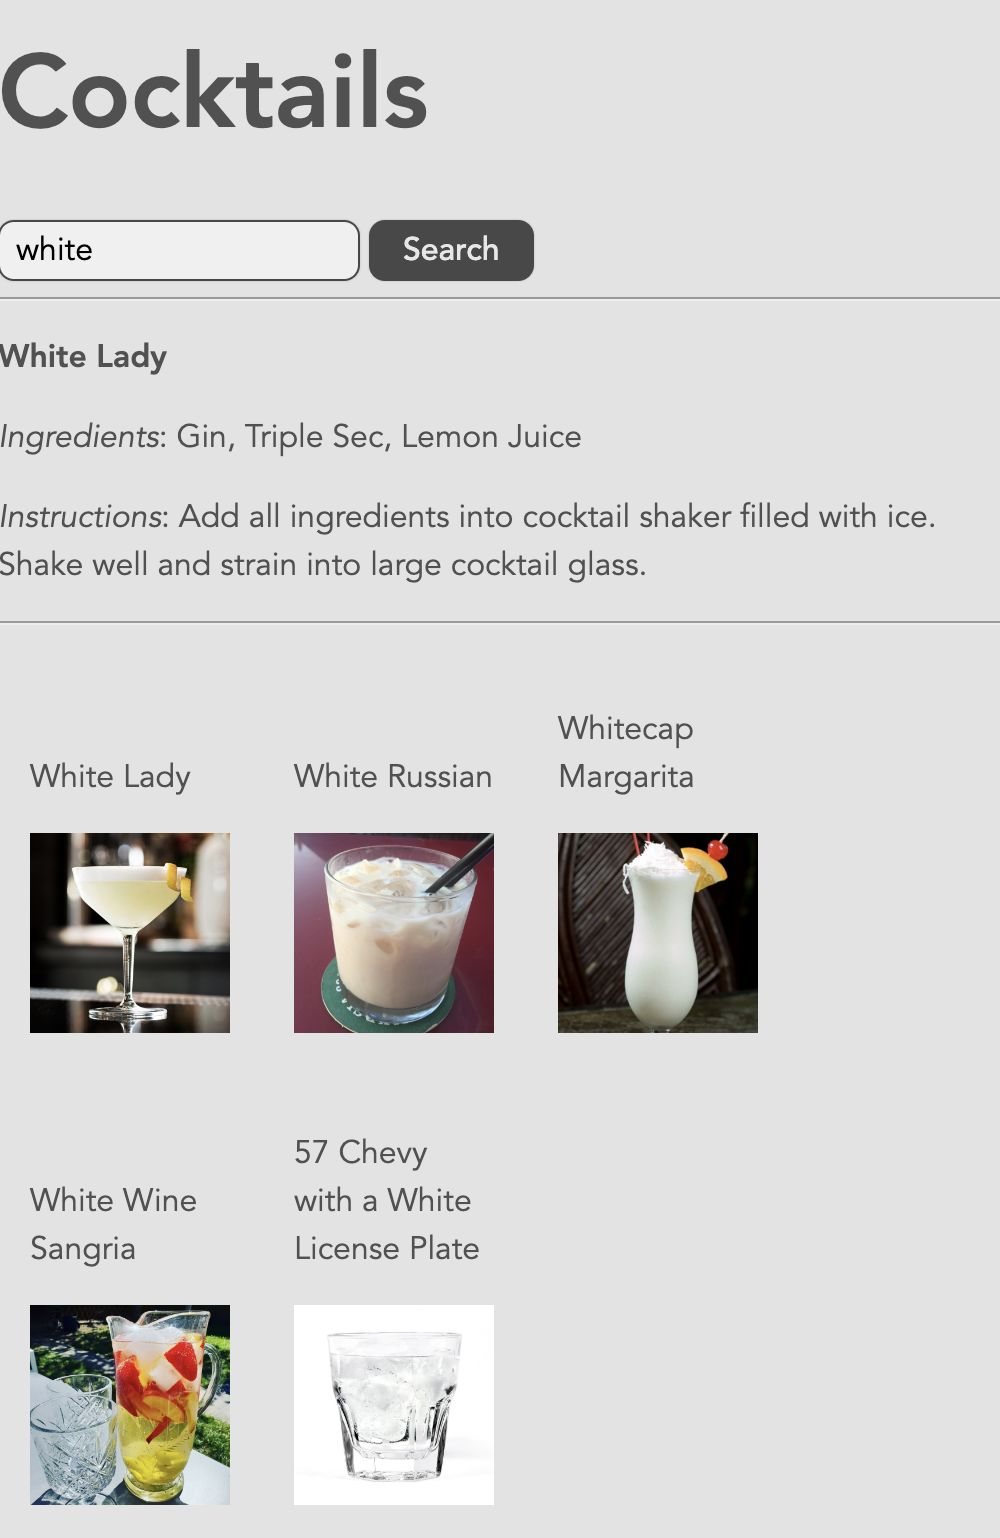 Cocktails
white
Search
White Lady
Ingredients: Gin, Triple Sec, Lemon Juice
Instructions: Add all ingredients into cocktail shaker filled with ice.
Shake well and strain into large cocktail glass.
White Lady
White Russian
Whitecap
Margarita
White Wine
Sangria
57 Chevy
with a White
License Plate